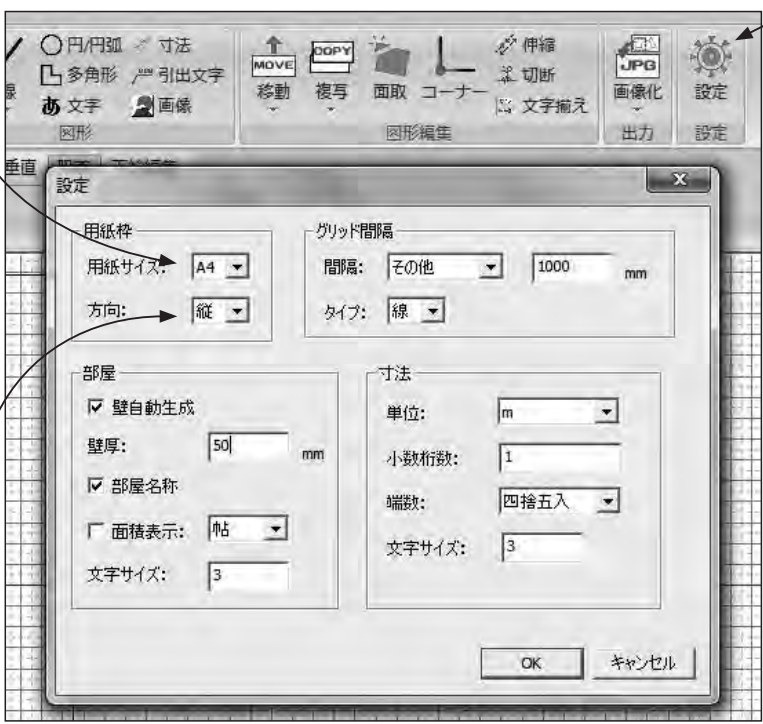 円/円弧 寸法
多角形 引出文字
あ 文字 画像
図形
MOVE 移動
COPY 複写
面取 コーナー
伸縮
切断
文字揃え
図形編集
JPG
画像化
出力
設定
設定
垂直
設定
x
用紙枠
用紙サイズ: A4
方向: 縦
グリッド間隔
間隔: その他 1000 mm
タイプ: 線
部屋
壁自動生成
壁厚: 50 mm
部屋名称
面積表示: 帖
文字サイズ: 3
寸法
単位: m
小数桁数: 1
端数: 四捨五入
文字サイズ: 3
OK キャンセル